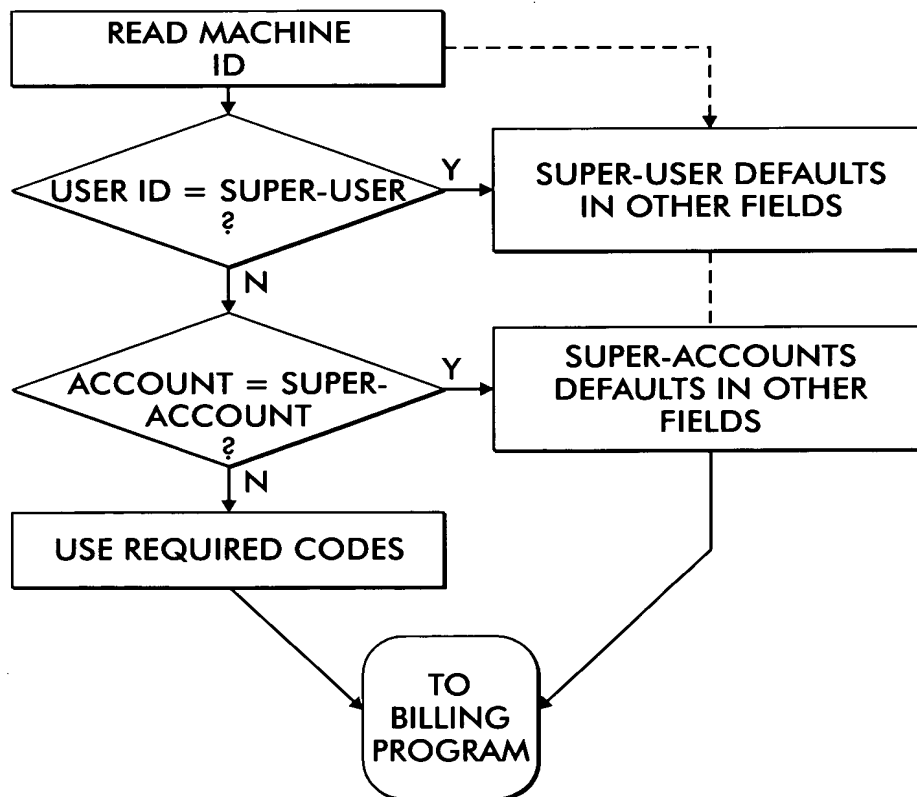 READ MACHINE
ID
USER ID = SUPER-USER
?
Y
SUPER-USER DEFAULTS
IN OTHER FIELDS
N
ACCOUNT = SUPER-
ACCOUNT
?
Y
SUPER-ACCOUNTS
DEFAULTS IN OTHER
FIELDS
N
USE REQUIRED CODES
TO
BILLING
PROGRAM